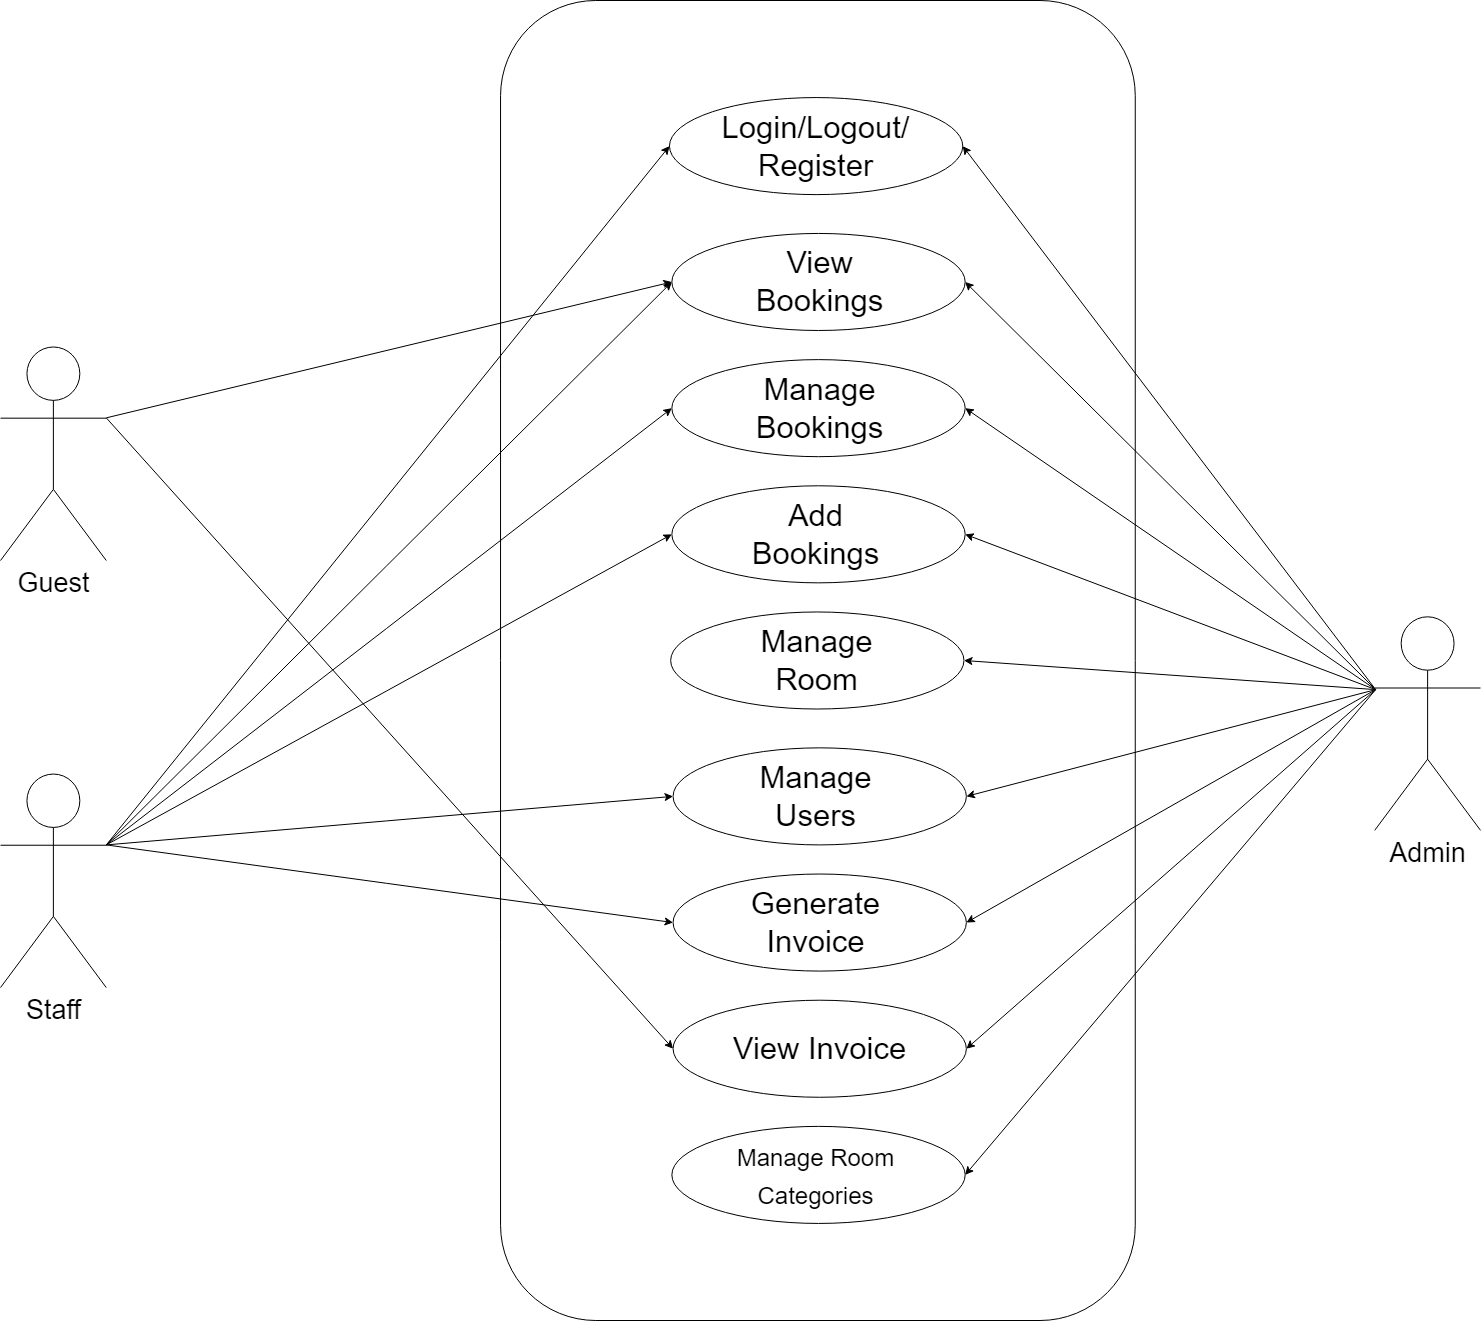 Login/Logout/
Register
View
Bookings
Manage
Bookings
Add
Bookings
Guest
Manage
Room
Manage
Users
Admin
Generate
Invoice
Staff
View Invoice
Manage Room
Categories